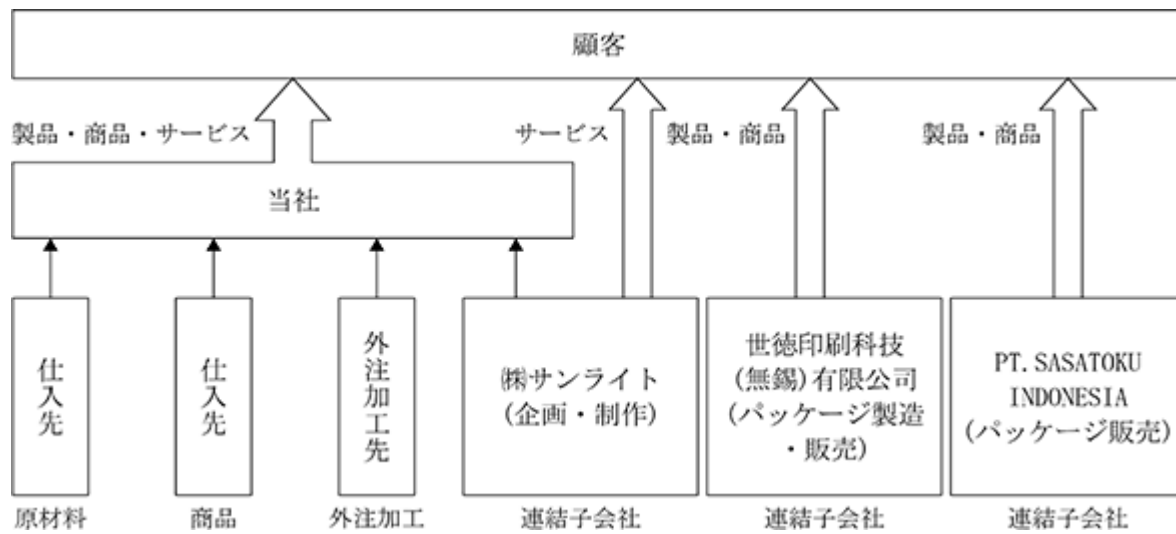 顧客
製品・商品・サービス
サービス
製品・商品
製品・商品
当社
仕入先
仕入先
外注加工先
㈱サンライト
(企画・制作)
世徳印刷科技
(無錫)有限公司
(パッケージ製造
・販売)
PT.SASATOKU
INDONESIA
(パッケージ販売)
原材料
商品
外注加工
連結子会社
連結子会社
連結子会社